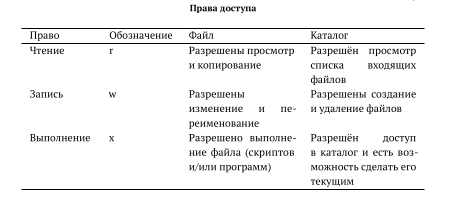 Права доступа
Право Обозначение Файл Каталог
Чтение r Разрешены просмотр Разрешён просмотр
и копирование списка входящих
файлов
Запись w Разрешены Разрешены создание
изменение и пе- и удаление файлов
реименование
Выполнение x Разрешено выполне- Разрешён доступ
ние файла (скриптов в каталог и есть воз-
и/или программ) можность сделать его
текущим